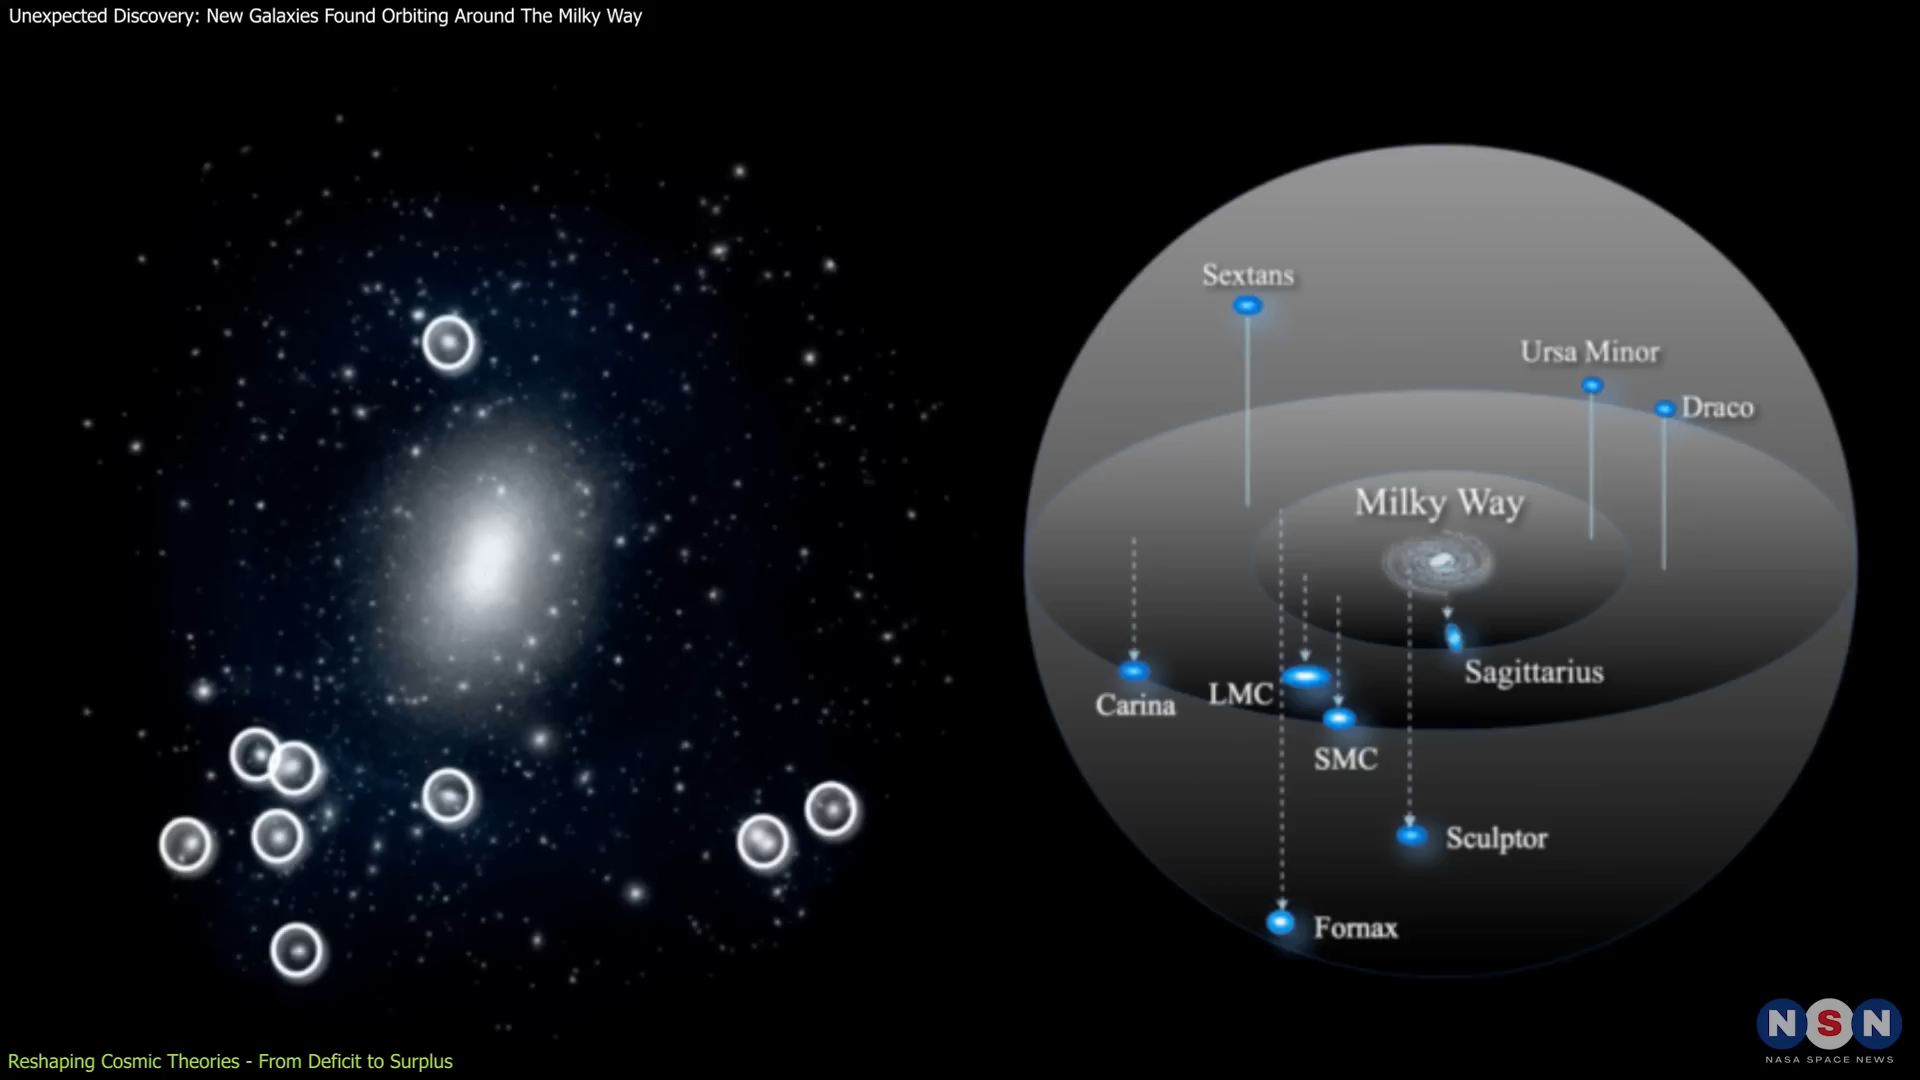 Unexpected Discovery: New Galaxies Found Orbiting Around The Milky Way
Sextans
Ursa Minor
Draco
Milky Way
Sagittarius
Carina
LMC
SMC
Sculptor
Fornax
NSN
NASA SPACE NEWS
Reshaping Cosmic Theories - From Deficit to Surplus